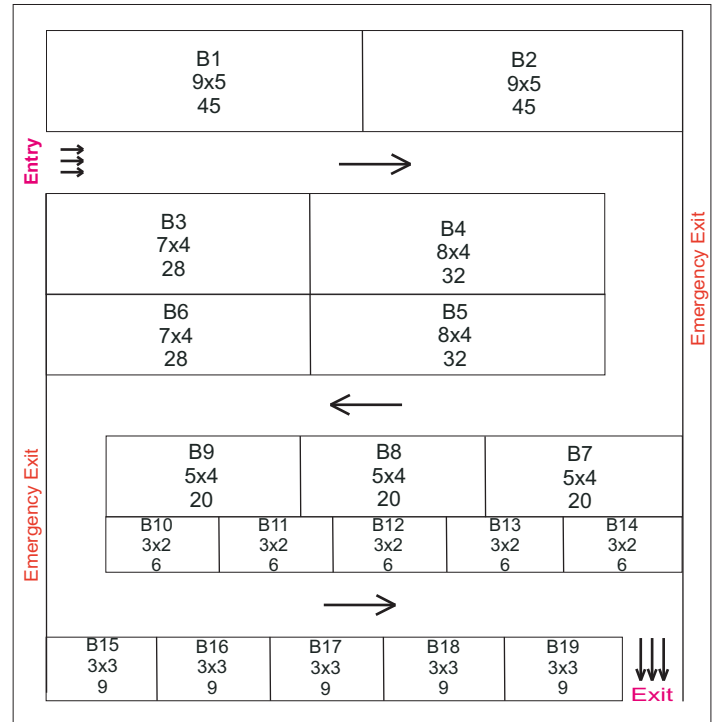 B1
9x5
45
B2
9x5
45
Entry
B3
7x4
28
B4
8x4
32
Emergency Exit
B6
7x4
28
B5
8x4
32
Emergency Exit
B9
5x4
20
B8
5x4
20
B7
5x4
20
B10
3x2
6
B11
3x2
6
B12
3x2
6
B13
3x2
6
B14
3x2
6
B15
3x3
9
B16
3x3
9
B17
3x3
9
B18
3x3
9
B19
3x3
9
Exit